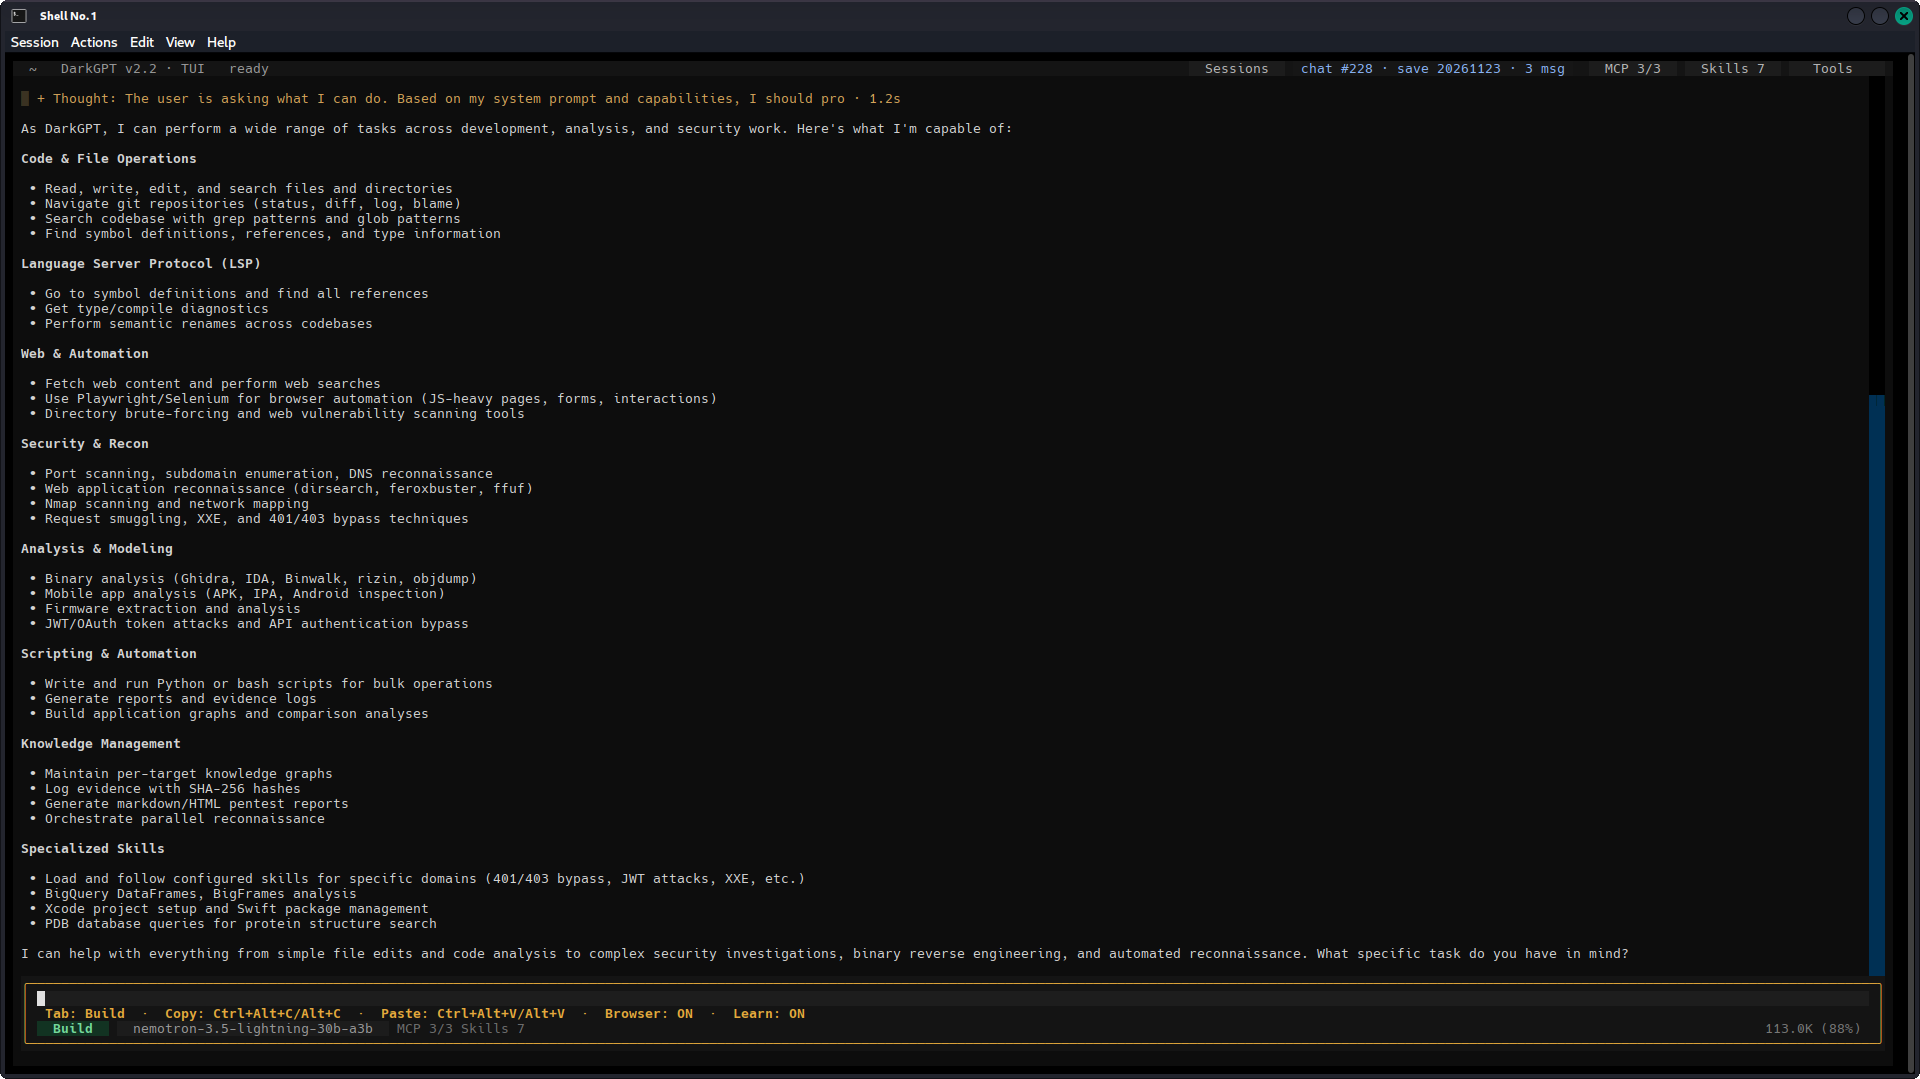 Shell No. 1
Session Actions Edit View Help
~ DarkGPT v2.2 · TUI ready Sessions chat #228 · save 20261123 · 3 msg MCP 3/3 Skills 7 Tools
+ Thought: The user is asking what I can do. Based on my system prompt and capabilities, I should pro · 1.2s
As DarkGPT, I can perform a wide range of tasks across development, analysis, and security work. Here's what I'm capable of:
Code & File Operations
• Read, write, edit, and search files and directories
• Navigate git repositories (status, diff, log, blame)
• Search codebase with grep patterns and glob patterns
• Find symbol definitions, references, and type information
Language Server Protocol (LSP)
• Go to symbol definitions and find all references
• Get type/compile diagnostics
• Perform semantic renames across codebases
Web & Automation
• Fetch web content and perform web searches
• Use Playwright/Selenium for browser automation (JS-heavy pages, forms, interactions)
• Directory brute-forcing and web vulnerability scanning tools
Security & Recon
• Port scanning, subdomain enumeration, DNS reconnaissance
• Web application reconnaissance (dirsearch, feroxbuster, ffuf)
• Nmap scanning and network mapping
• Request smuggling, XXE, and 401/403 bypass techniques
Analysis & Modeling
• Binary analysis (Ghidra, IDA, Binwalk, rizin, objdump)
• Mobile app analysis (APK, IPA, Android inspection)
• Firmware extraction and analysis
• JWT/OAuth token attacks and API authentication bypass
Scripting & Automation
• Write and run Python or bash scripts for bulk operations
• Generate reports and evidence logs
• Build application graphs and comparison analyses
Knowledge Management
• Maintain per-target knowledge graphs
• Log evidence with SHA-256 hashes
• Generate markdown/HTML pentest reports
• Orchestrate parallel reconnaissance
Specialized Skills
• Load and follow configured skills for specific domains (401/403 bypass, JWT attacks, XXE, etc.)
• BigQuery DataFrames, BigFrames analysis
• Xcode project setup and Swift package management
• PDB database queries for protein structure search
I can help with everything from simple file edits and code analysis to complex security investigations, binary reverse engineering, and automated reconnaissance. What specific task do you have in mind?
Tab: Build · Copy: Ctrl+Alt+C/Alt+C · Paste: Ctrl+Alt+V/Alt+V · Browser: ON · Learn: ON
Build nemotron-3.5-lightning-30b-a3b MCP 3/3 Skills 7 113.0K (88%)